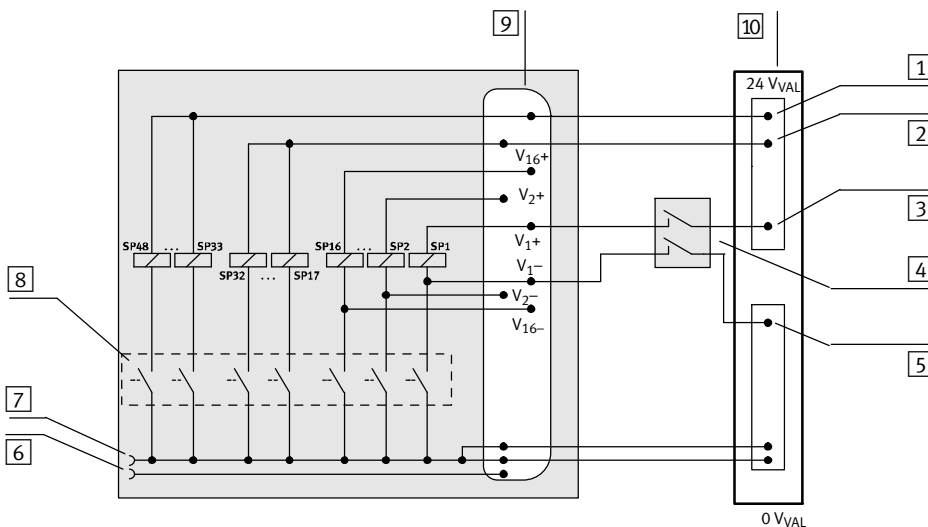 9
10
1
24 VVAL
2
V16+
V2+
3
SP48 ... SP33 SP16 ... SP2 SP1
V1+
V1–
4
SP32 ... SP17
8
V2–
V16–
5
7
6
0 VVAL